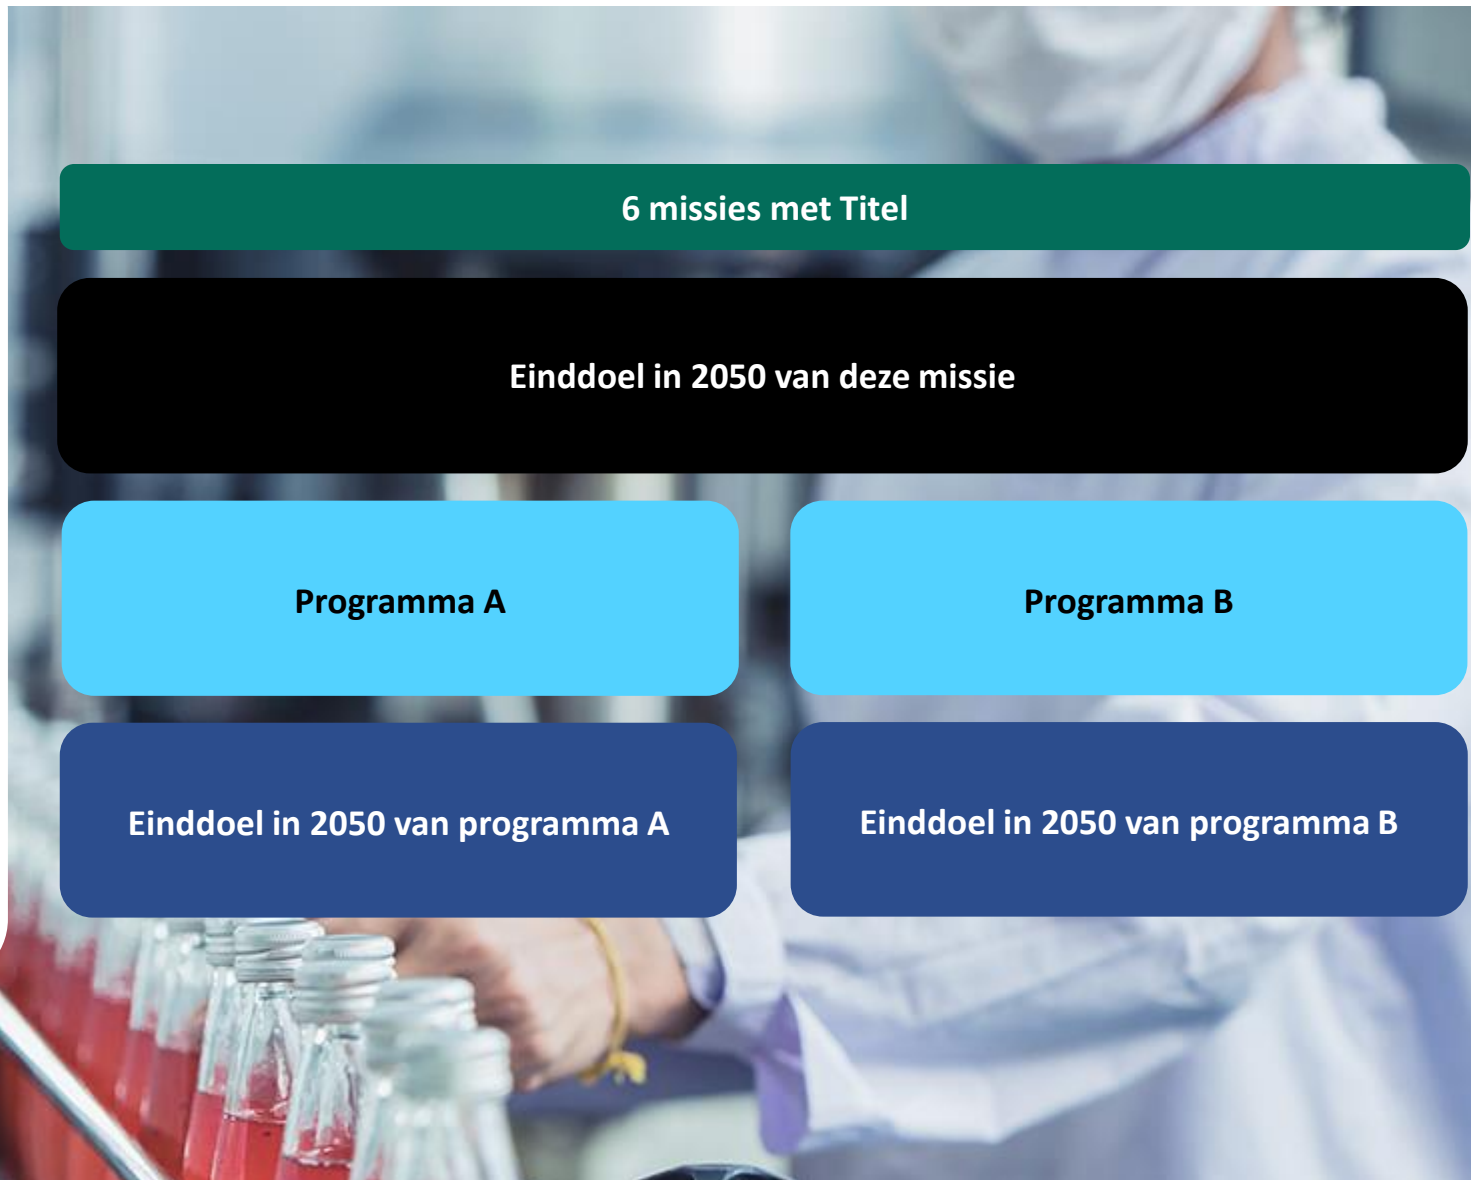 6 missies met Titel
Einddoel in 2050 van deze missie
Programma A
Programma B
Einddoel in 2050 van programma A
Einddoel in 2050 van programma B